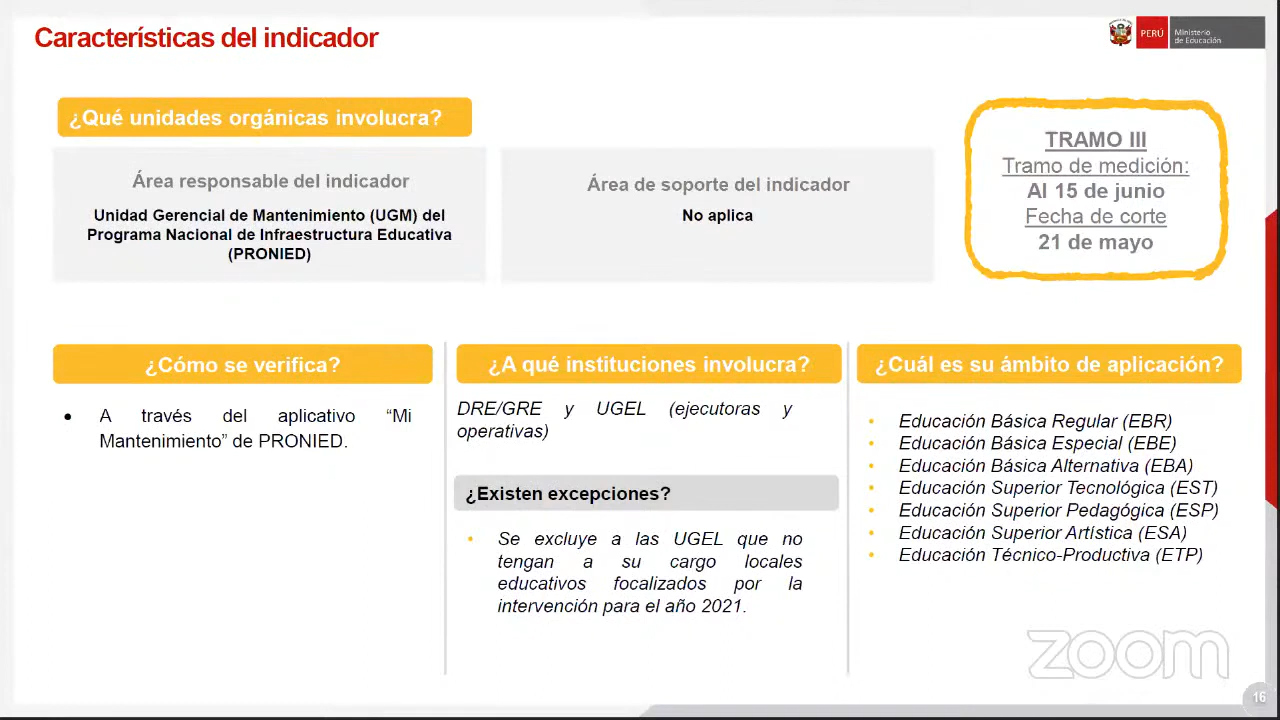 Características del indicador
PERÚ
Ministerio
de Educación
¿Qué unidades orgánicas involucra?
Área responsable del indicador
Unidad Gerencial de Mantenimiento (UGM) del
Programa Nacional de Infraestructura Educativa
(PRONIED)
Área de soporte del indicador
No aplica
TRAMO III
Tramo de medición:
Al 15 de junio
Fecha de corte
21 de mayo
¿Cómo se verifica?
• A través del aplicativo “Mi
Mantenimiento” de PRONIED.
¿A qué instituciones involucra?
DRE/GRE y UGEL (ejecutoras y
operativas)
¿Existen excepciones?
• Se excluye a las UGEL que no
tengan a su cargo locales
educativos focalizados por la
intervención para el año 2021.
¿Cuál es su ámbito de aplicación?
• Educación Básica Regular (EBR)
• Educación Básica Especial (EBE)
• Educación Básica Alternativa (EBA)
• Educación Superior Tecnológica (EST)
• Educación Superior Pedagógica (ESP)
• Educación Superior Artística (ESA)
• Educación Técnico-Productiva (ETP)
zoom
16